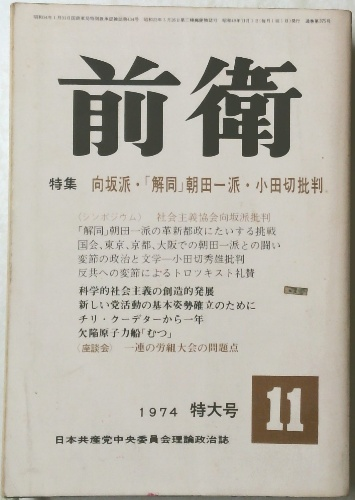 前衛
特集 向坂派・「解同」朝田一派・小田切批判
〈シンポジウム〉 社会主義協会向坂派批判
「解同」朝田一派の革新都政にたいする挑戦
国会、東京、京都、大阪での朝田一派との闘い
変節の政治と文学―小田切秀雄批判
反共への変節によるトロツキスト礼賛
科学的社会主義の創造的発展
新しい党活動の基本姿勢確立のために
チリ・クーデターから一年
欠陥原子力船「むつ」
〈座談会〉 一連の労組大会の問題点
1974 特大号 11
日本共産党中央委員会理論政治誌